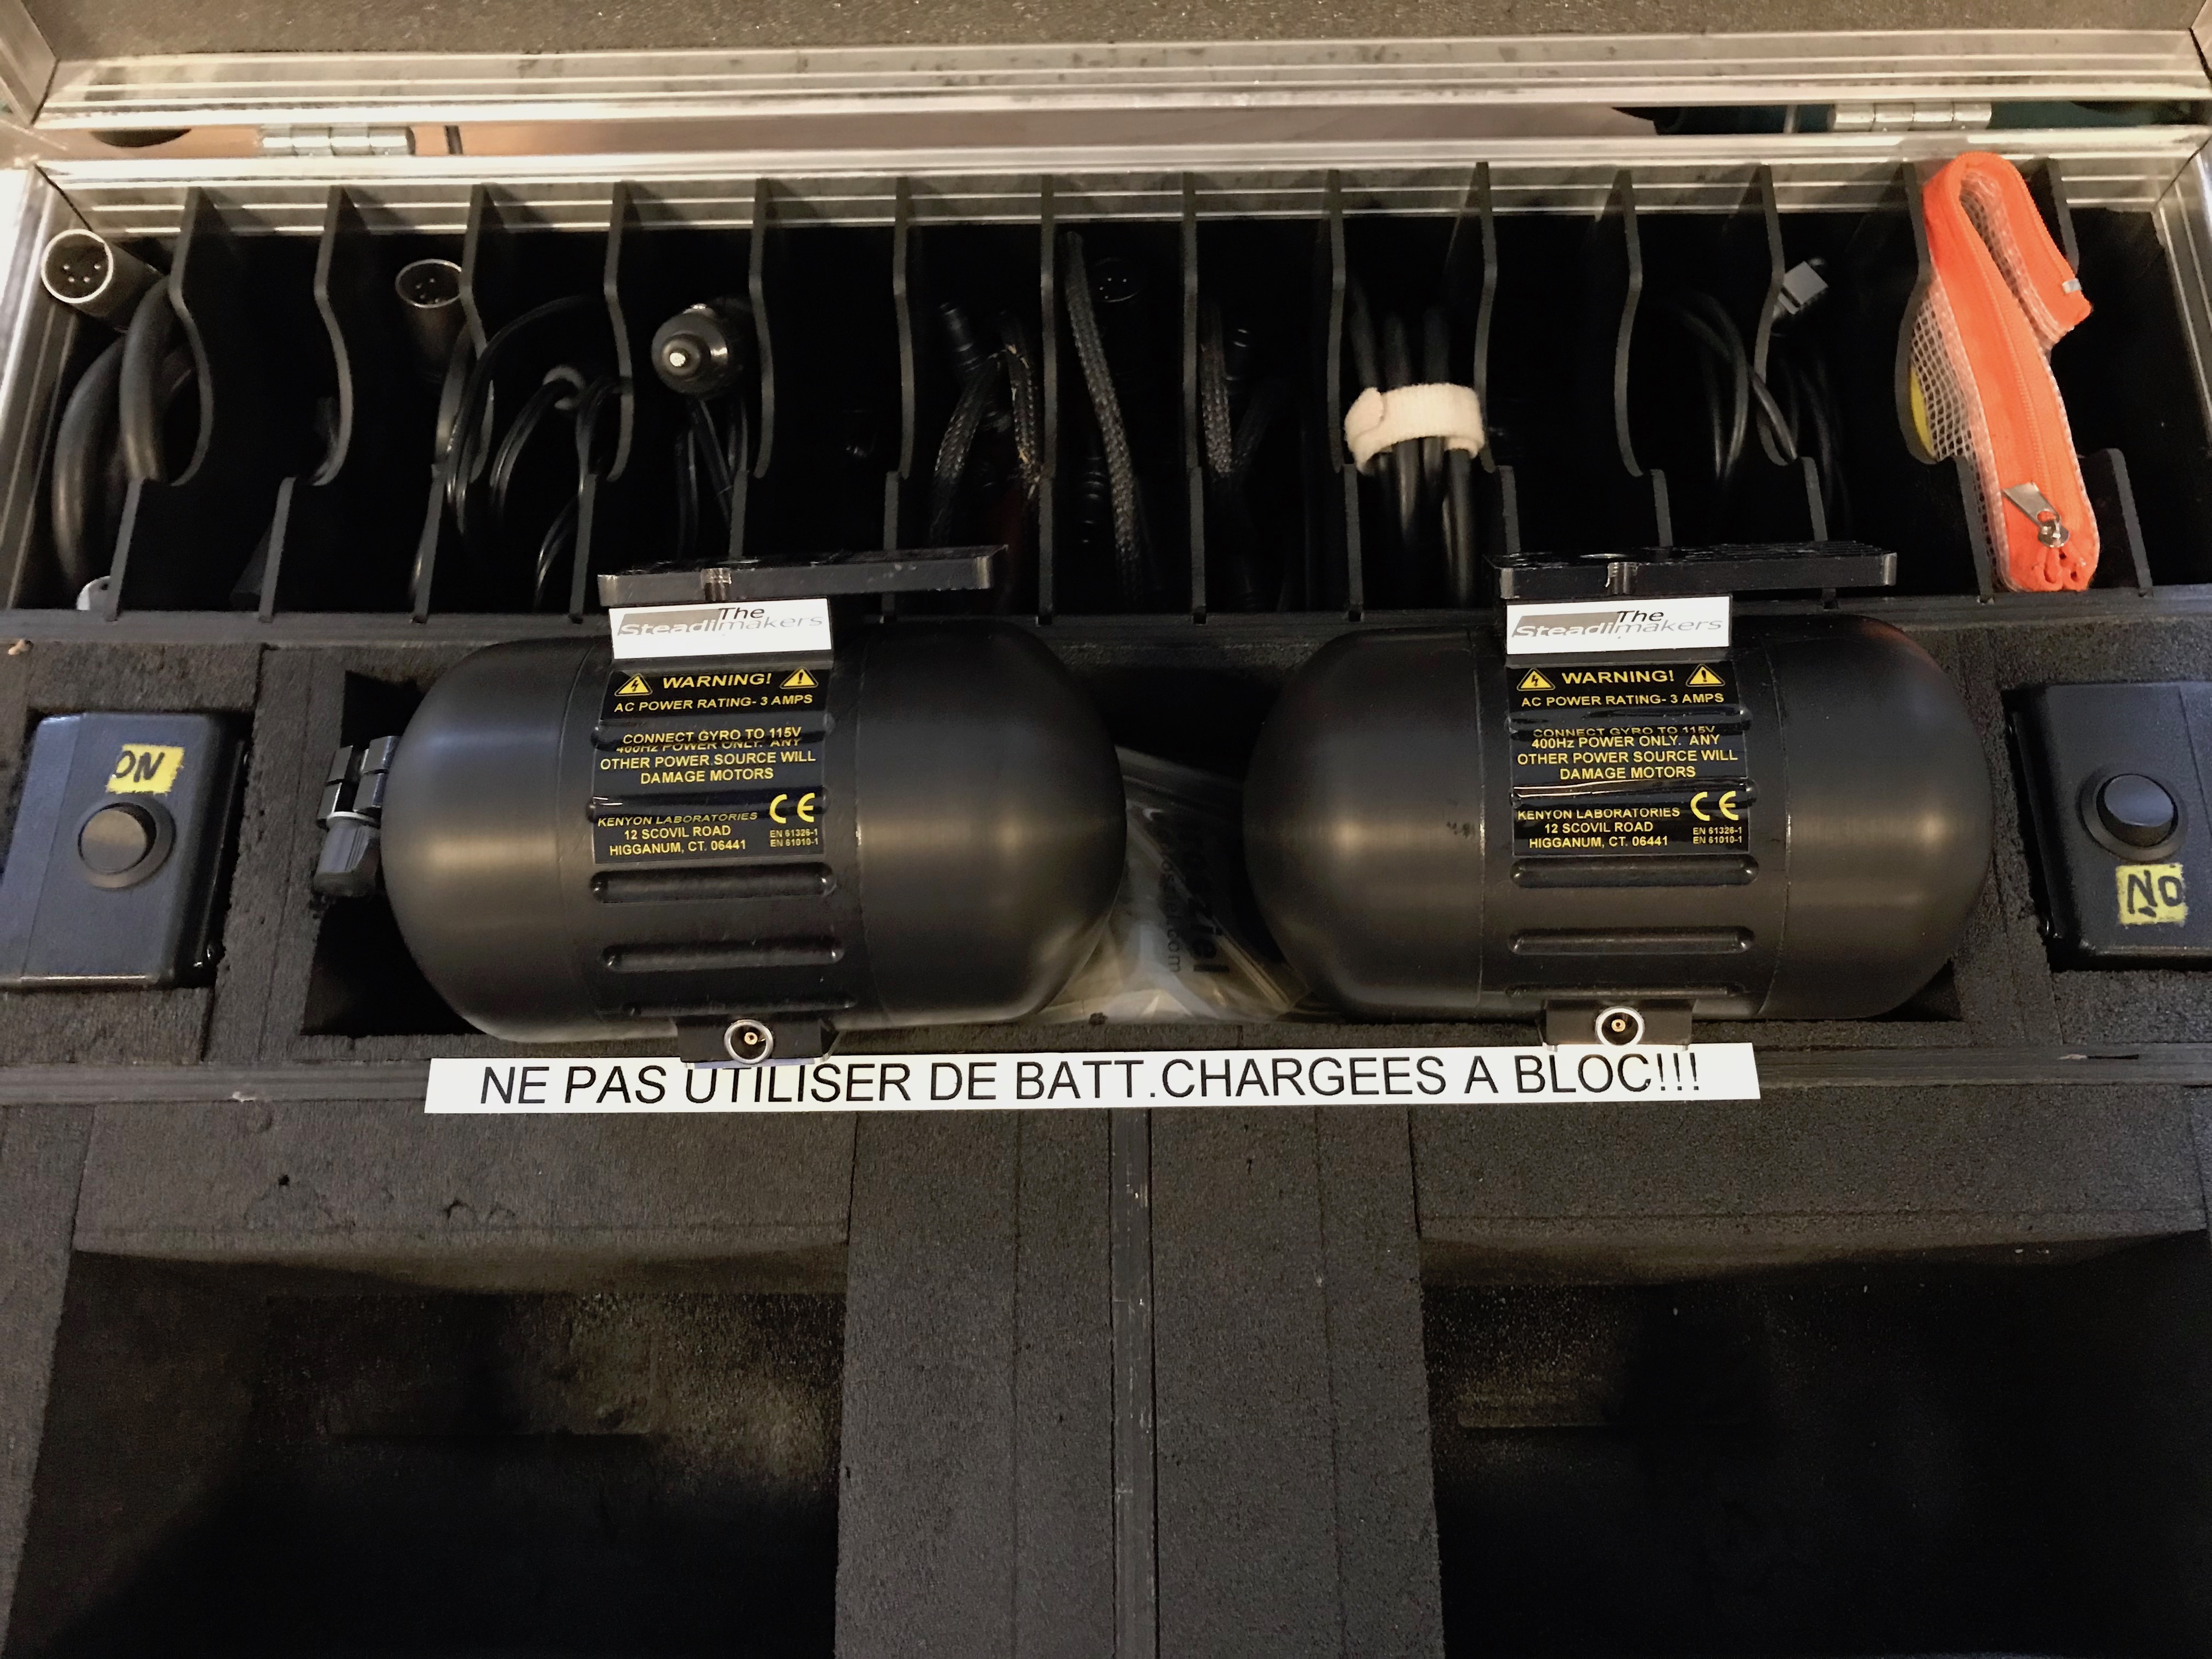 The
Steadimakers
WARNING!
AC POWER RATING- 3 AMPS
CONNECT GYRO TO 115V
400Hz POWER ONLY. ANY
OTHER POWER SOURCE WILL
DAMAGE MOTORS
KENYON LABORATORIES
12 SCOVIL ROAD
HIGGANUM, CT. 06441
CE
EN 61326-1
EN 61010-1
The
Steadimakers
WARNING!
AC POWER RATING- 3 AMPS
CONNECT GYRO TO 115V
400Hz POWER ONLY. ANY
OTHER POWER SOURCE WILL
DAMAGE MOTORS
KENYON LABORATORIES
12 SCOVIL ROAD
HIGGANUM, CT. 06441
CE
EN 61326-1
EN 61010-1
ON
ON
NE PAS UTILISER DE BATT.CHARGEES A BLOC!!!